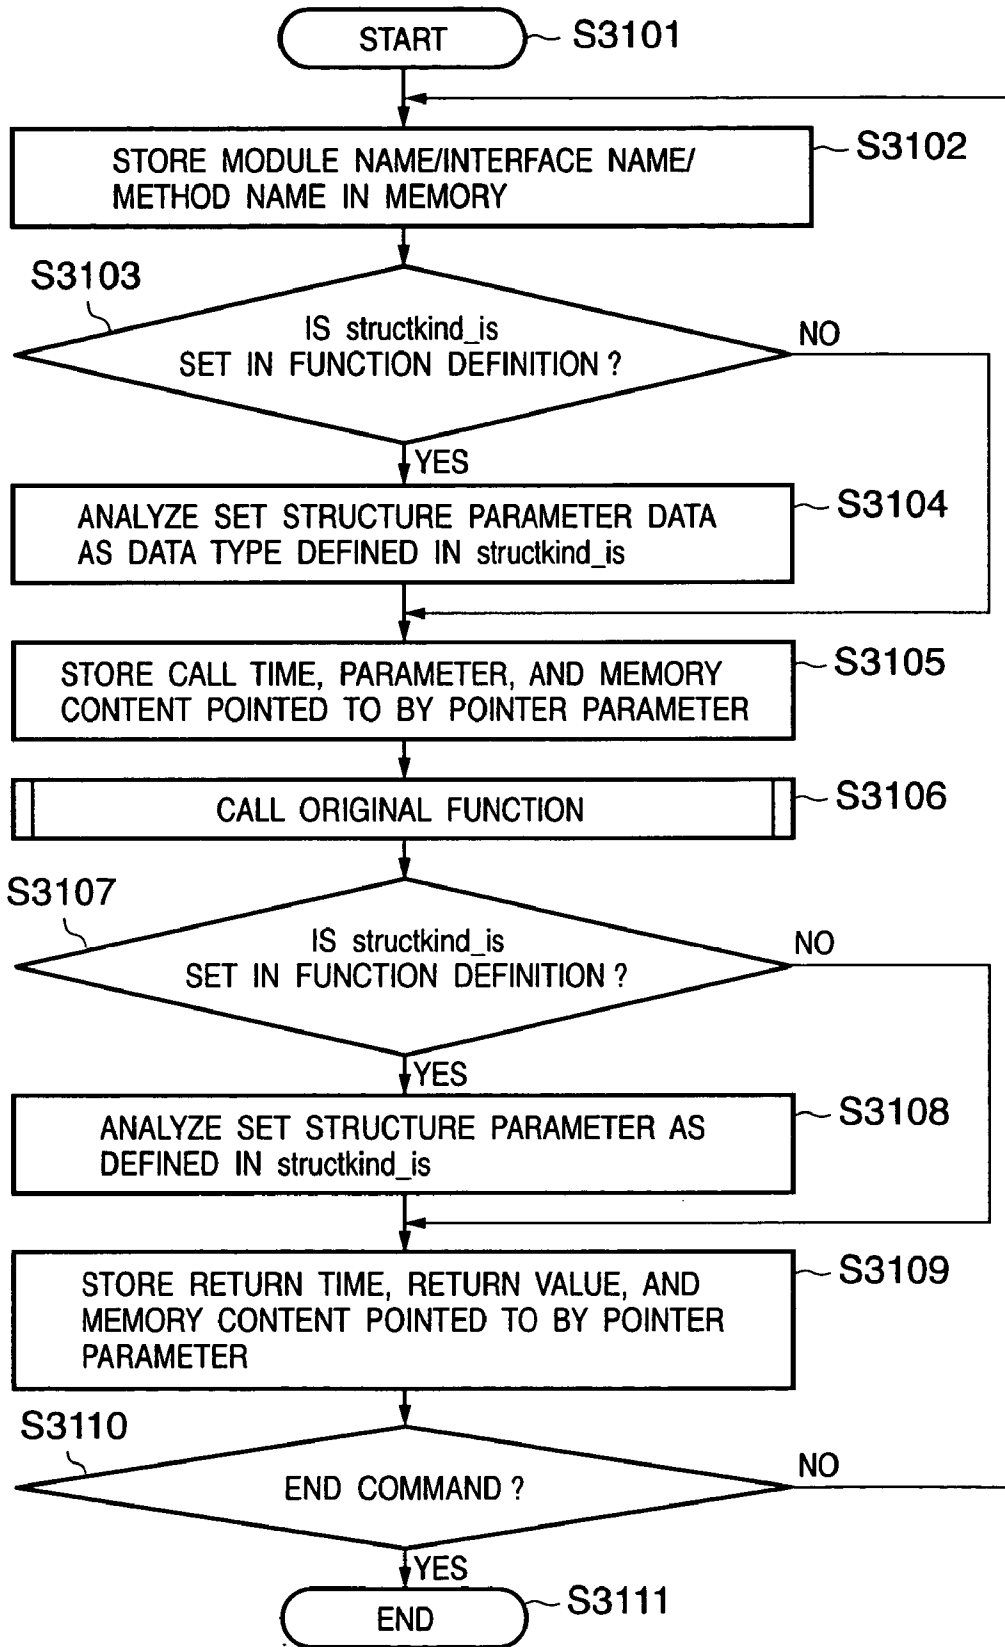 START
S3101
STORE MODULE NAME/INTERFACE NAME/
METHOD NAME IN MEMORY
S3102
S3103
IS structkind_is
SET IN FUNCTION DEFINITION ?
NO
YES
ANALYZE SET STRUCTURE PARAMETER DATA
AS DATA TYPE DEFINED IN structkind_is
S3104
STORE CALL TIME, PARAMETER, AND MEMORY
CONTENT POINTED TO BY POINTER PARAMETER
S3105
CALL ORIGINAL FUNCTION
S3106
S3107
IS structkind_is
SET IN FUNCTION DEFINITION ?
NO
YES
ANALYZE SET STRUCTURE PARAMETER AS
DEFINED IN structkind_is
S3108
STORE RETURN TIME, RETURN VALUE, AND
MEMORY CONTENT POINTED TO BY POINTER
PARAMETER
S3109
S3110
END COMMAND ?
NO
YES
END
S3111